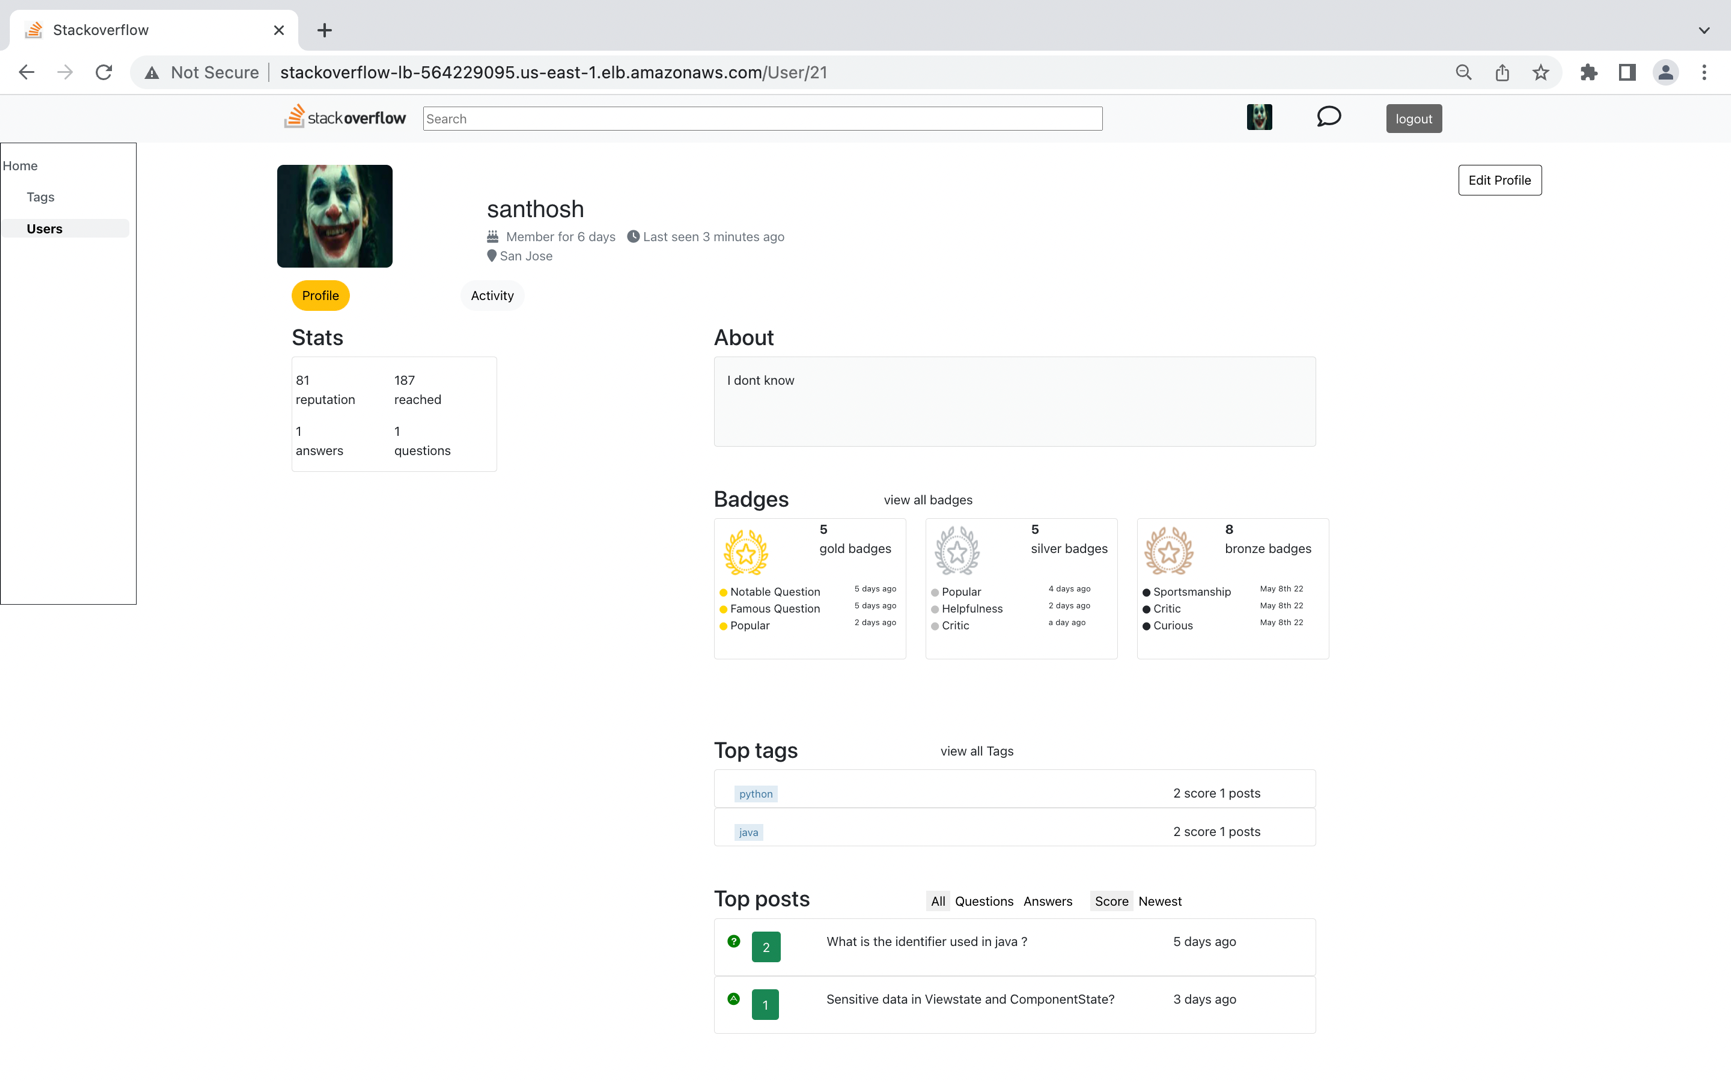 Stackoverflow
Not Secure stackoverflow-lb-564229095.us-east-1.elb.amazonaws.com/User/21
stackoverflow Search logout
Home
Tags
Users
Edit Profile
santhosh
Member for 6 days Last seen 3 minutes ago
San Jose
Profile Activity
Stats
81 187
reputation reached
1 1
answers questions
About
I dont know
Badges view all badges
5
gold badges
Notable Question 5 days ago
Famous Question 5 days ago
Popular 2 days ago
5
silver badges
Popular 4 days ago
Helpfulness 2 days ago
Critic a day ago
8
bronze badges
Sportsmanship May 8th 22
Critic May 8th 22
Curious May 8th 22
Top tags view all Tags
python 2 score 1 posts
java 2 score 1 posts
Top posts All Questions Answers Score Newest
? 2 What is the identifier used in java ? 5 days ago
A 1 Sensitive data in Viewstate and ComponentState? 3 days ago